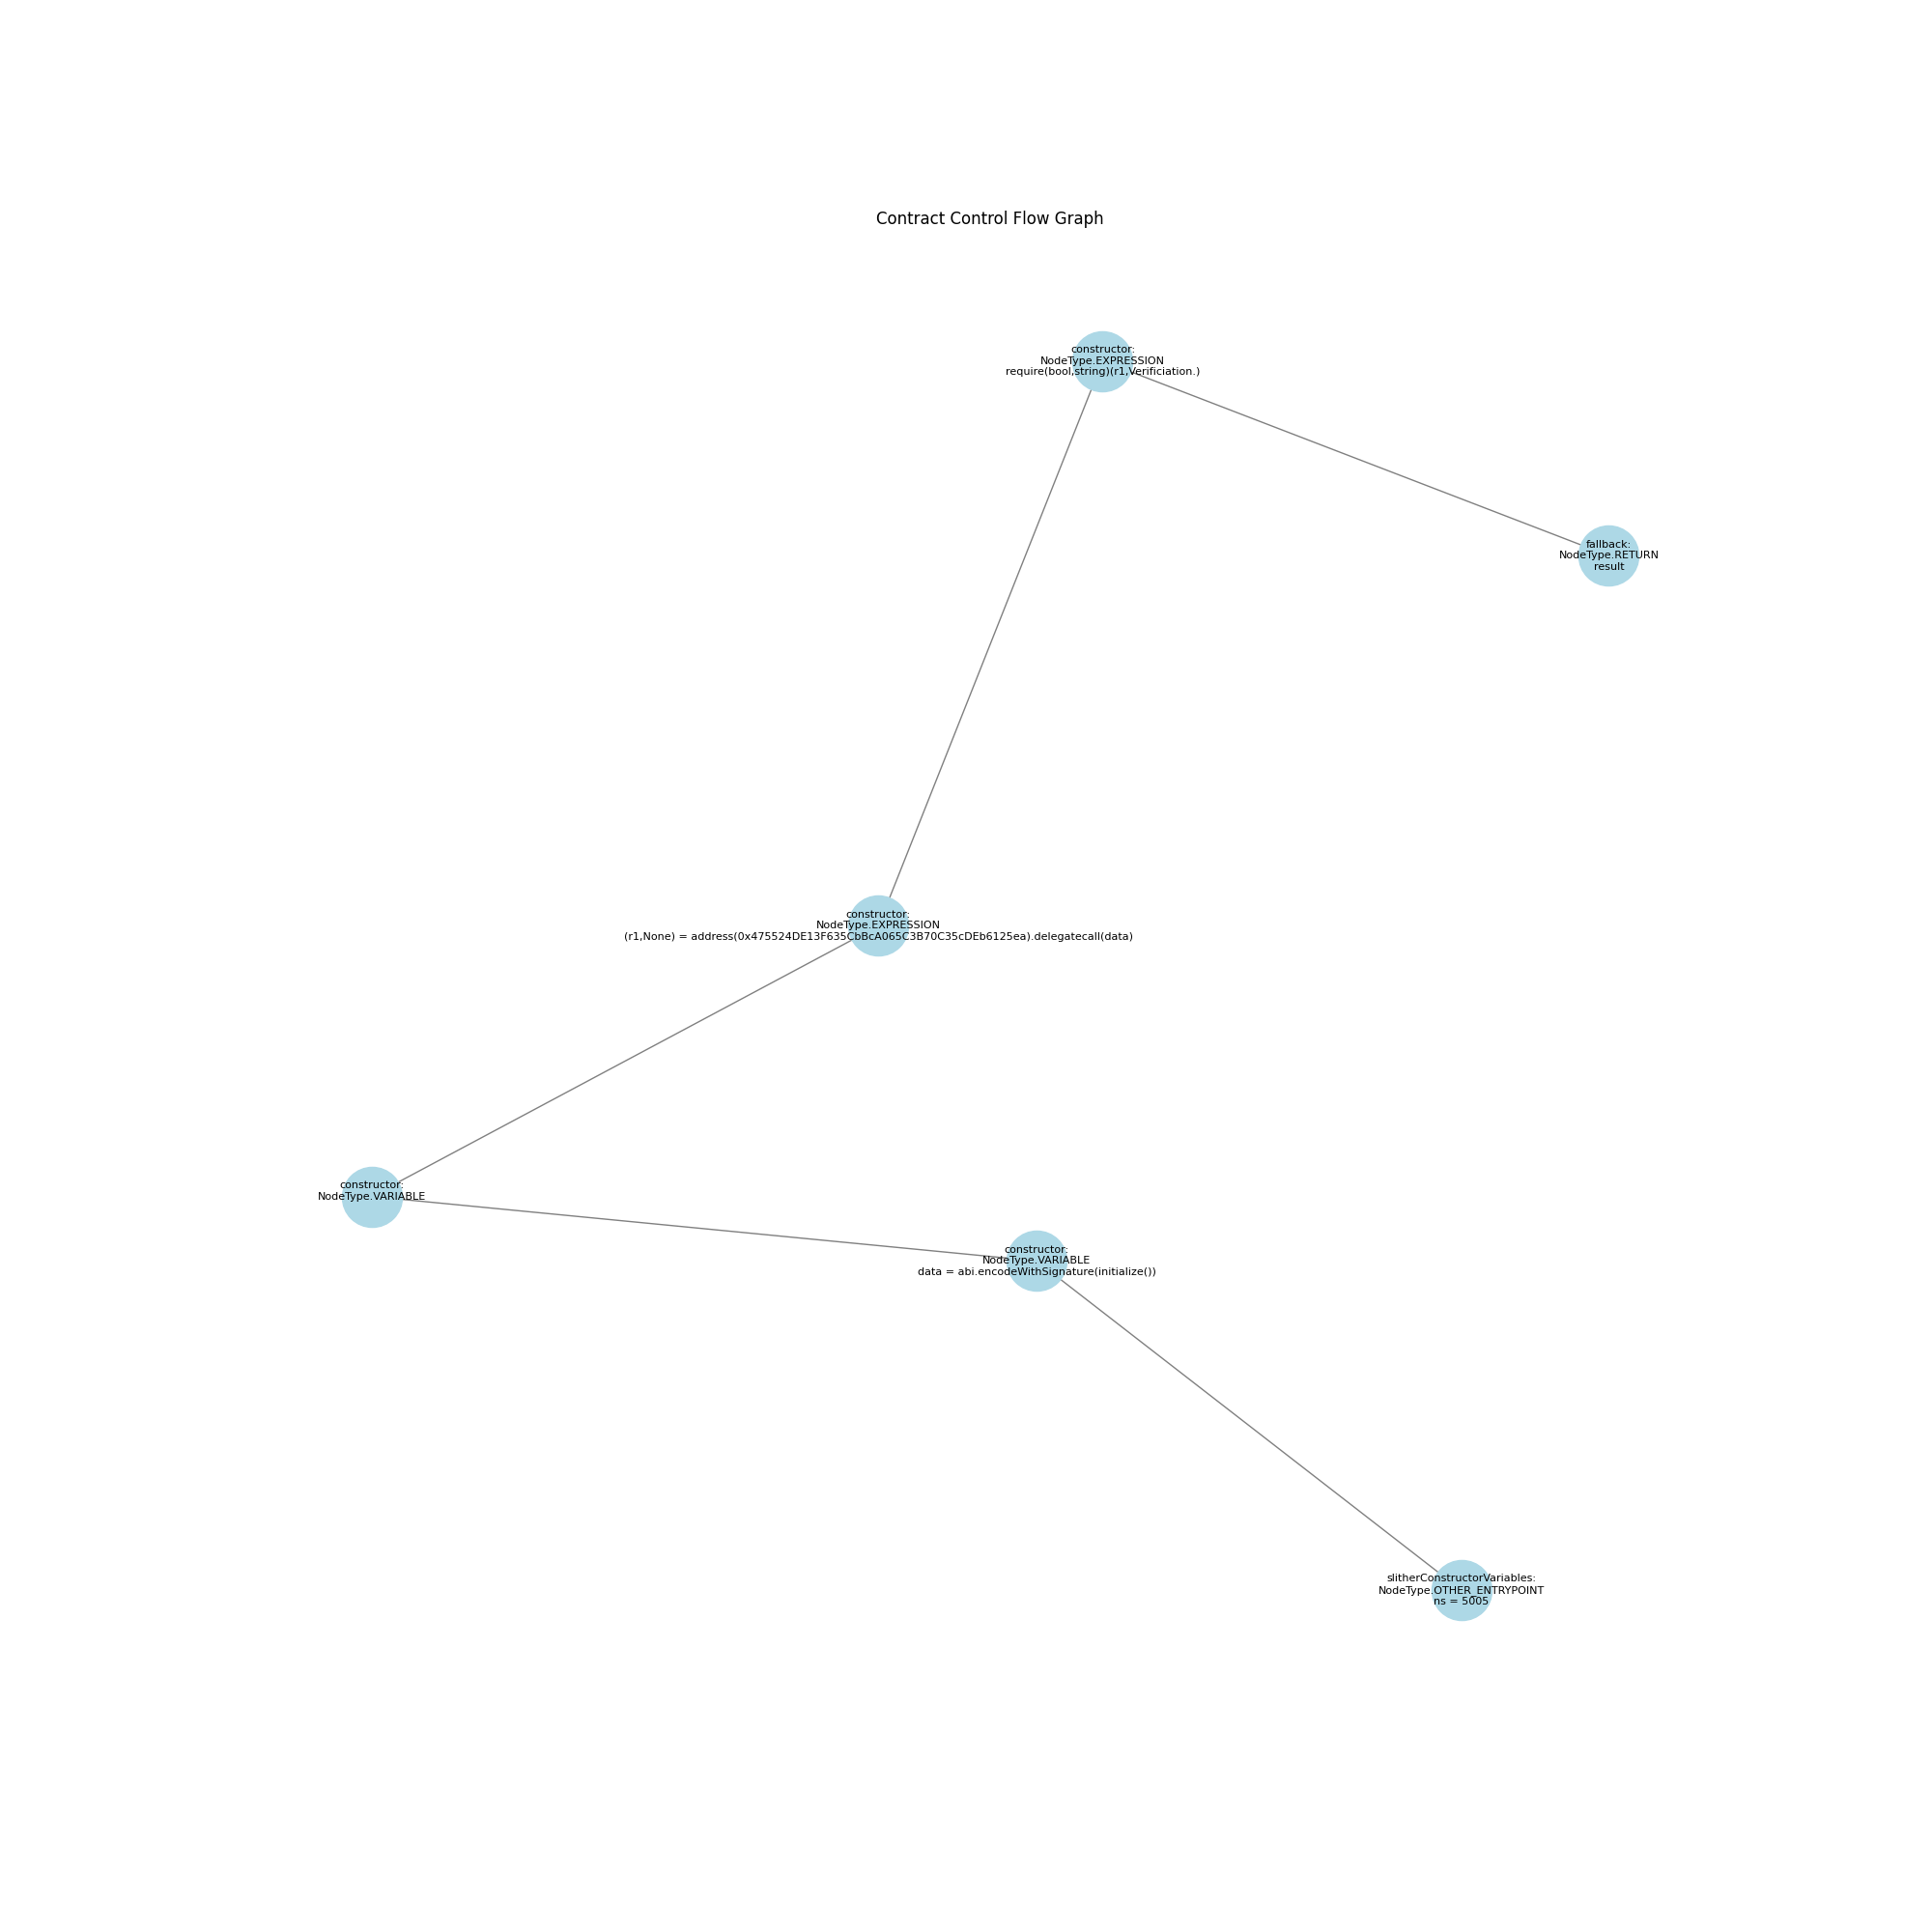 Contract Control Flow Graph
constructor:
NodeType.EXPRESSION
require(bool,string)(r1,Verificiation.)
fallback:
NodeType.RETURN
result
constructor:
NodeType.EXPRESSION
(r1,None) = address(0x475524DE13F635CbBcA065C3B70C35cDEb6125ea).delegatecall(data)
constructor:
NodeType.VARIABLE
constructor:
NodeType.VARIABLE
data = abi.encodeWithSignature(initialize())
slitherConstructorVariables:
NodeType.OTHER_ENTRYPOINT
ns = 5005